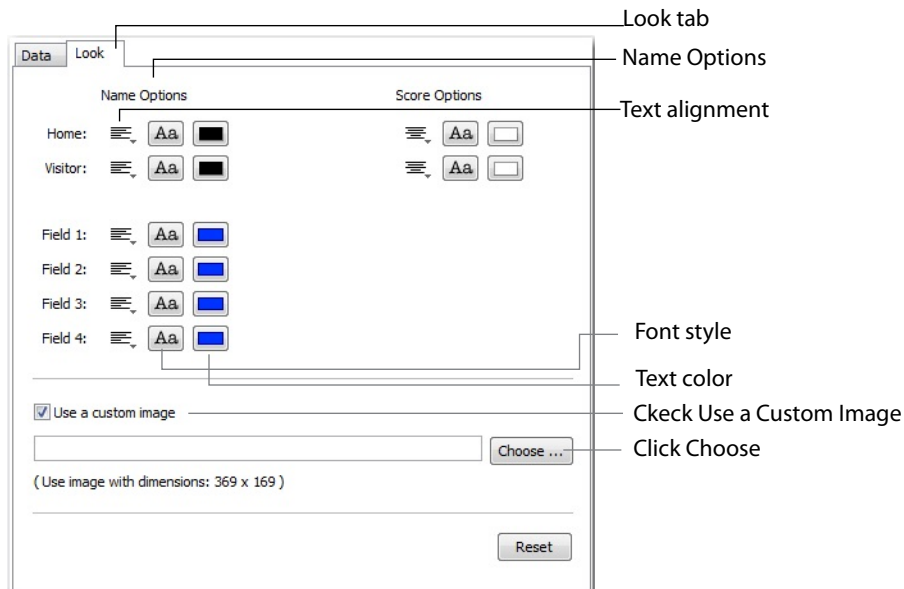 Look tab
Data Look
Name Options
Name Options Score Options
Text alignment
Home: Aa Aa
Visitor: Aa Aa
Field 1: Aa
Field 2: Aa
Field 3: Aa
Field 4: Aa
Font style
Text color
Use a custom image
Ckeck Use a Custom Image
Choose ...
Click Choose
( Use image with dimensions: 369 x 169 )
Reset